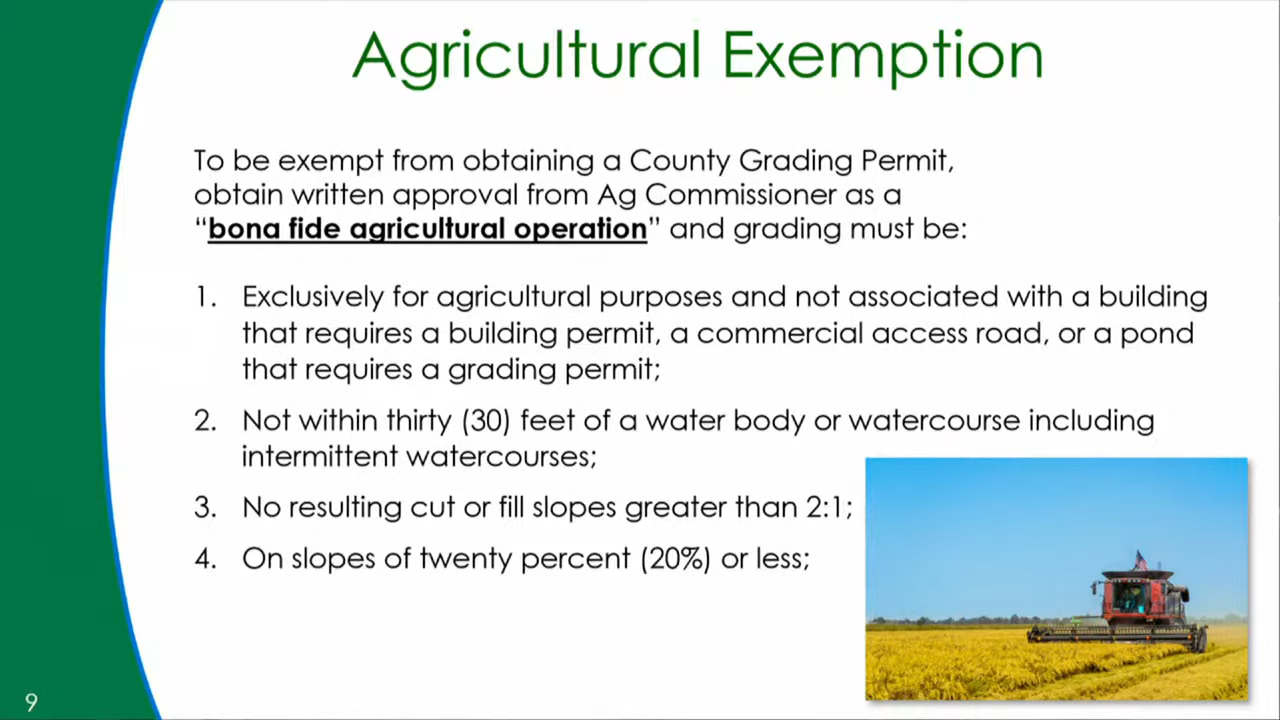 Agricultural Exemption
To be exempt from obtaining a County Grading Permit,
obtain written approval from Ag Commissioner as a
“bona fide agricultural operation” and grading must be:
1. Exclusively for agricultural purposes and not associated with a building
that requires a building permit, a commercial access road, or a pond
that requires a grading permit;
2. Not within thirty (30) feet of a water body or watercourse including
intermittent watercourses;
3. No resulting cut or fill slopes greater than 2:1;
4. On slopes of twenty percent (20%) or less;
9